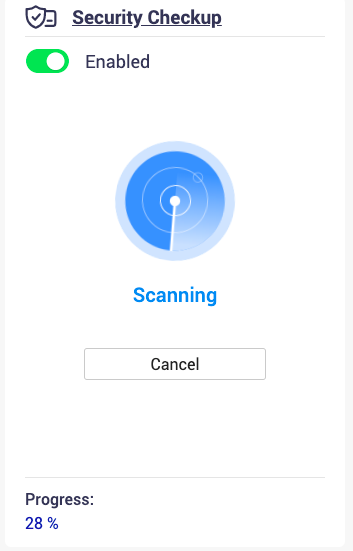 Security Checkup
Enabled
Scanning
Cancel
Progress:
28 %